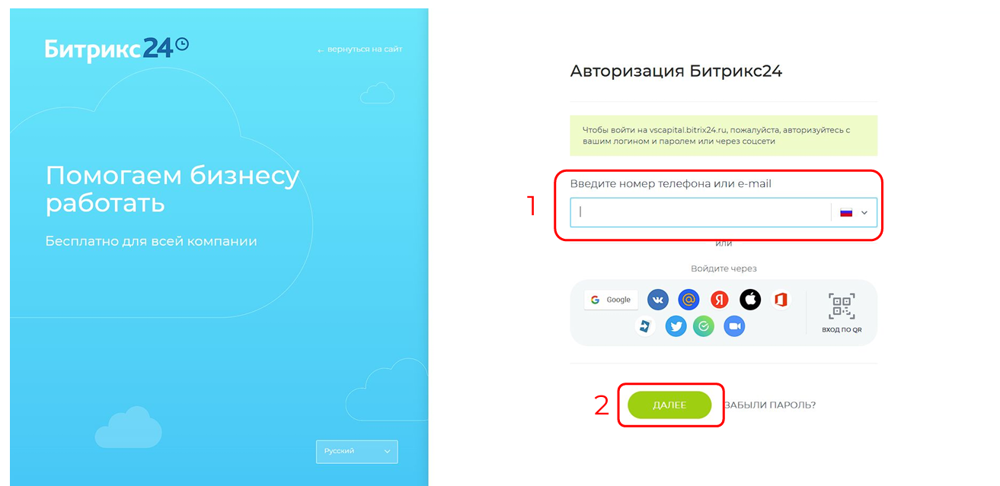 Битрикс24
← вернуться на сайт
Помогаем бизнесу
работать
Бесплатно для всей компании
Русский
Авторизация Битрикс24
Чтобы войти на vscapital.bitrix24.ru, пожалуйста, авторизуйтесь с
вашим логином и паролем или через соцсети
1
Введите номер телефона или e-mail
или
Войдите через
Google
ВХОД ПО QR
2
ДАЛЕЕ
ЗАБЫЛИ ПАРОЛЬ?